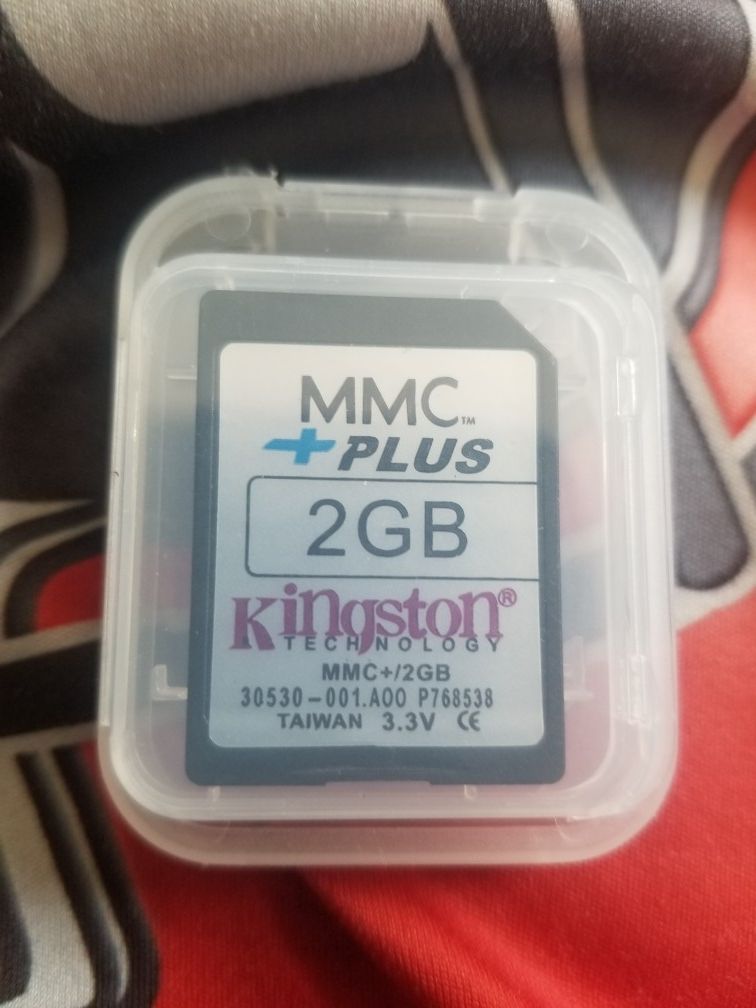 MMC™
+PLUS
2GB
Kingston®
TECHNOLOGY
MMC+/2GB
30530-001.A00 P768538
TAIWAN 3.3V CE